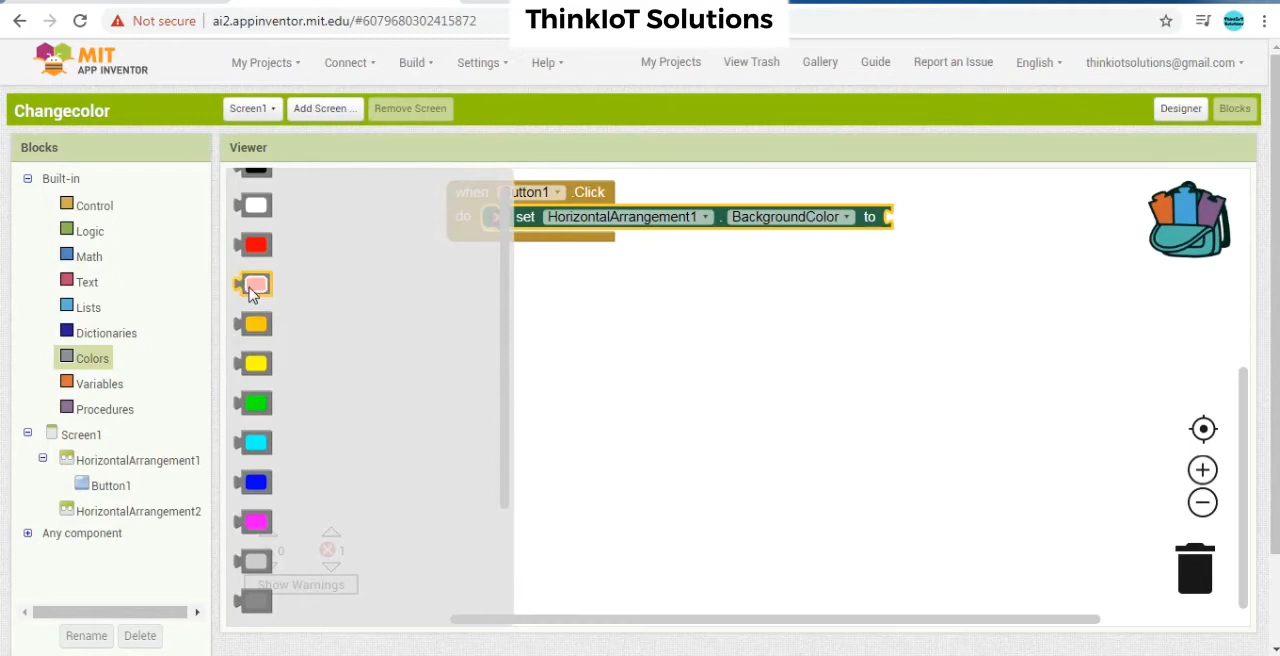 ThinkIoT Solutions
Not secure
ai2.appinventor.mit.edu/#6079680302415872
MIT
APP INVENTOR
My Projects
Connect
Build
Settings
Help
My Projects
View Trash
Gallery
Guide
Report an Issue
English
thinkiotsolutions@gmail.com
Changecolor
Screen1
Add Screen ...
Remove Screen
Designer
Blocks
Blocks
Viewer
Built-in
Control
Logic
Math
Text
Lists
Dictionaries
Colors
Variables
Procedures
Screen1
HorizontalArrangement1
Button1
HorizontalArrangement2
Any component
Rename
Delete
when utton1 .Click
do set HorizontalArrangement1 . BackgroundColor to
0
1
Show Warnings